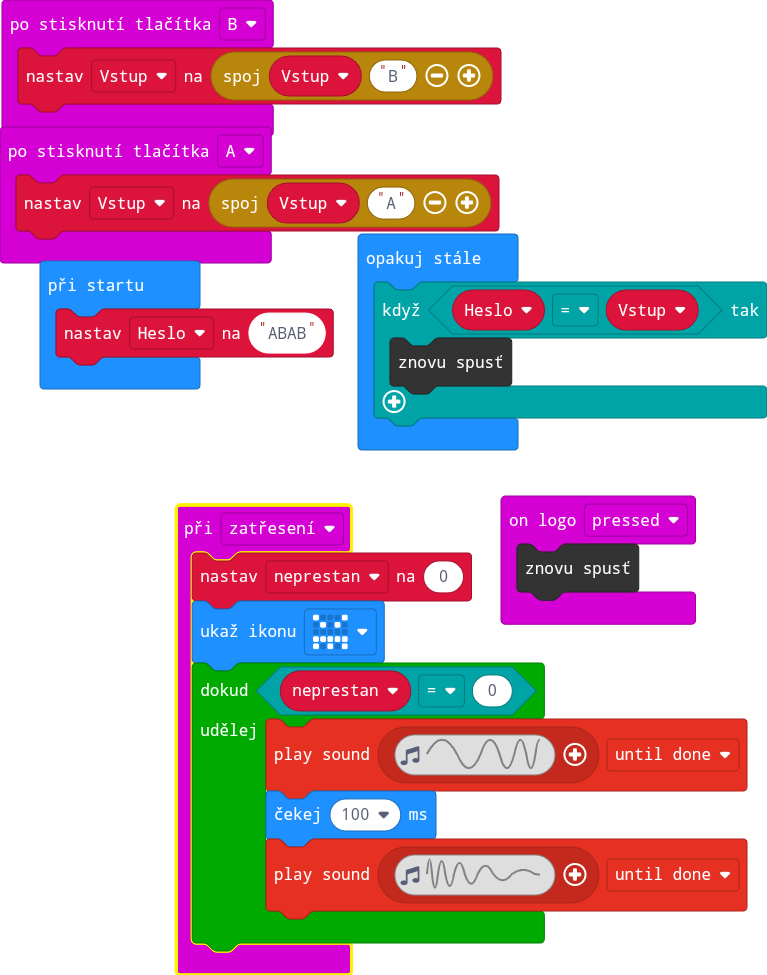 po stisknutí tlačítka B
nastav Vstup na spoj Vstup "B"
po stisknutí tlačítka A
nastav Vstup na spoj Vstup "A"
při startu
nastav Heslo na "ABAB"
opakuj stále
když Heslo = Vstup tak
znovu spusť
při zatřesení
nastav neprestan na 0
ukaž ikonu
dokud neprestan = 0
udělej
play sound until done
čekej 100 ms
play sound until done
on logo pressed
znovu spusť